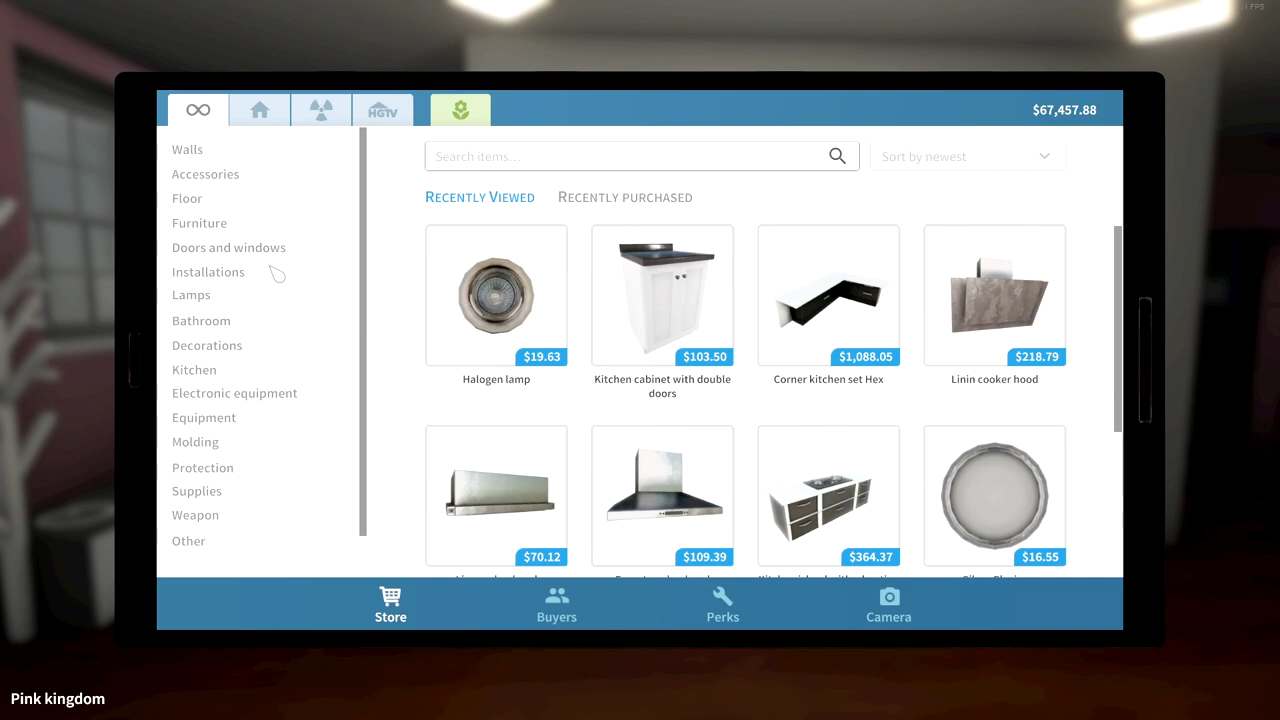 FPS
HGTV
$67,457.88
Walls
Accessories
Floor
Furniture
Doors and windows
Installations
Lamps
Bathroom
Decorations
Kitchen
Electronic equipment
Equipment
Molding
Protection
Supplies
Weapon
Other
Search items...
Sort by newest
RECENTLY VIEWED
RECENTLY PURCHASED
$19.63
$103.50
$1,088.05
$218.79
Halogen lamp
Kitchen cabinet with double
doors
Corner kitchen set Hex
Linin cooker hood
$70.12
$109.39
$364.37
$16.55
Store
Buyers
Perks
Camera
Pink kingdom